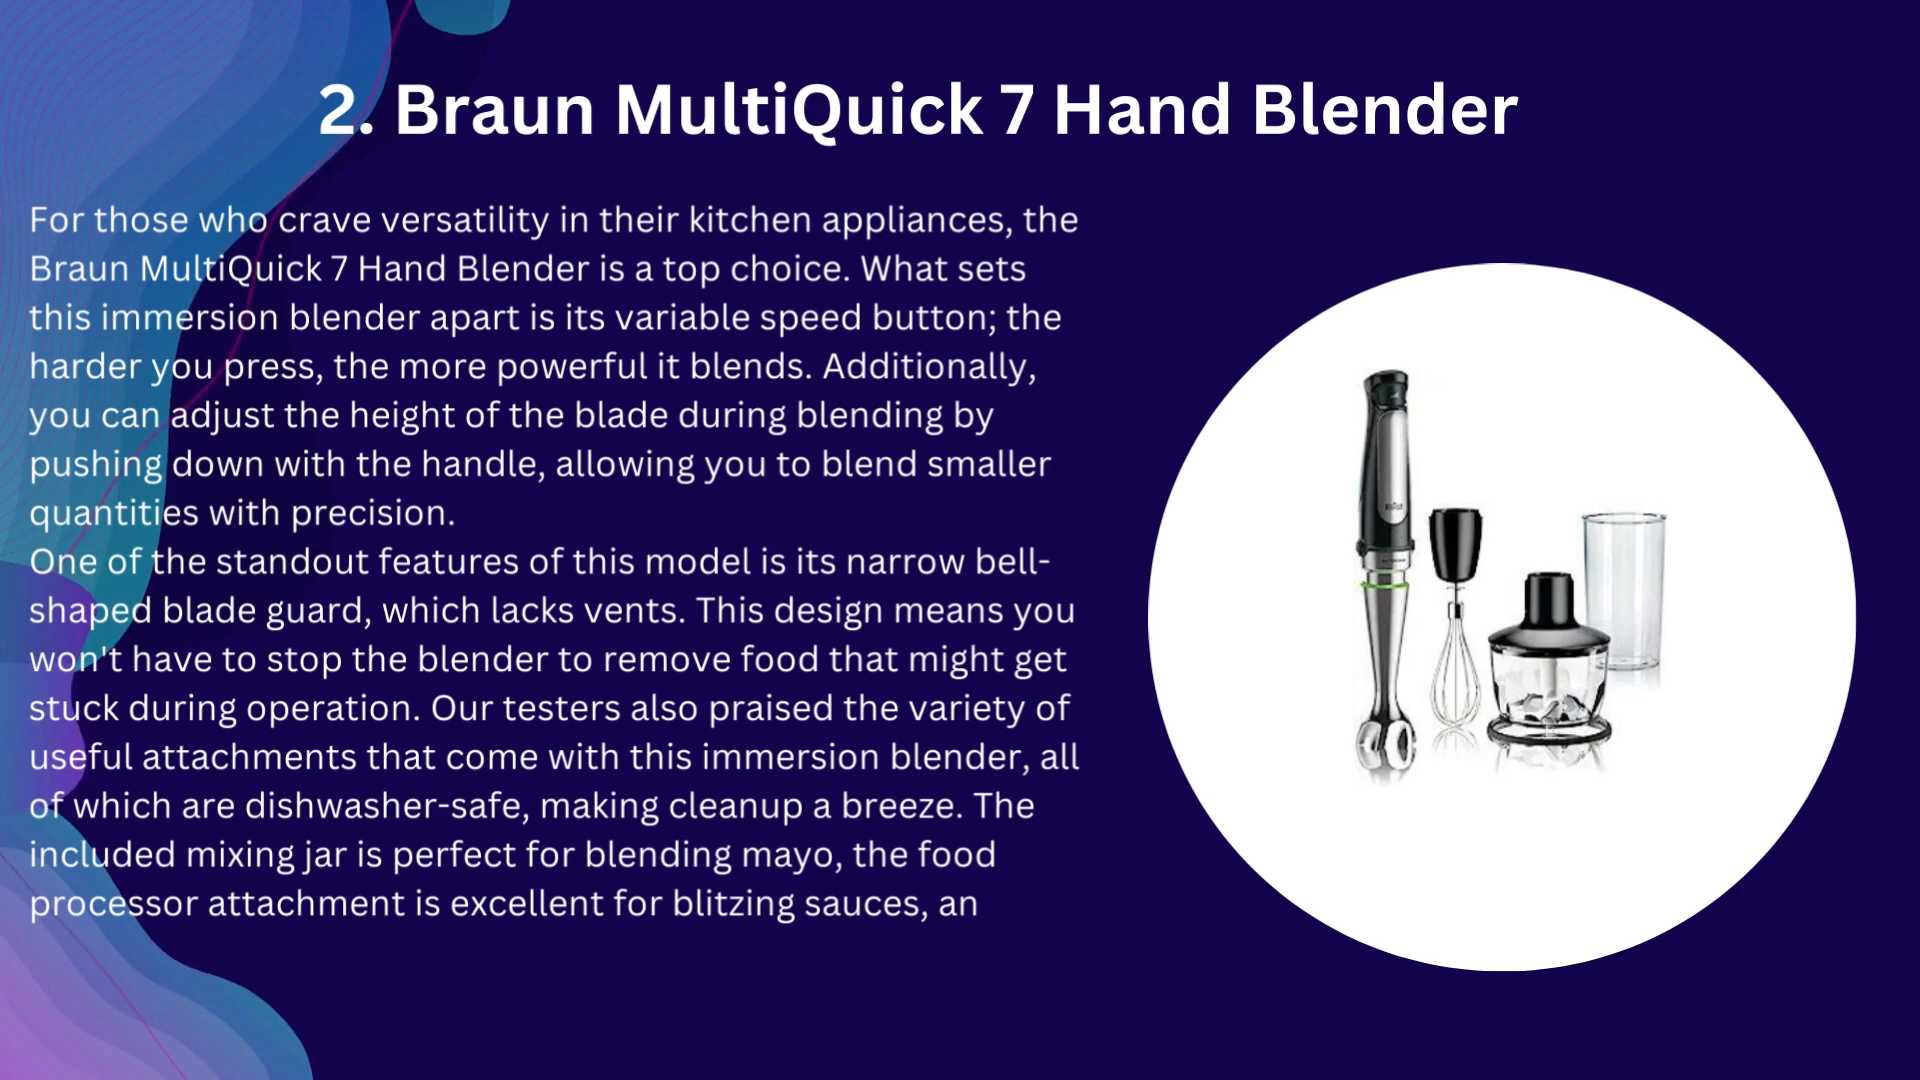 2. Braun MultiQuick 7 Hand Blender
For those who crave versatility in their kitchen appliances, the
Braun MultiQuick 7 Hand Blender is a top choice. What sets
this immersion blender apart is its variable speed button; the
harder you press, the more powerful it blends. Additionally,
you can adjust the height of the blade during blending by
pushing down with the handle, allowing you to blend smaller
quantities with precision.
One of the standout features of this model is its narrow bell-
shaped blade guard, which lacks vents. This design means you
won't have to stop the blender to remove food that might get
stuck during operation. Our testers also praised the variety of
useful attachments that come with this immersion blender, all
of which are dishwasher-safe, making cleanup a breeze. The
included mixing jar is perfect for blending mayo, the food
processor attachment is excellent for blitzing sauces, an